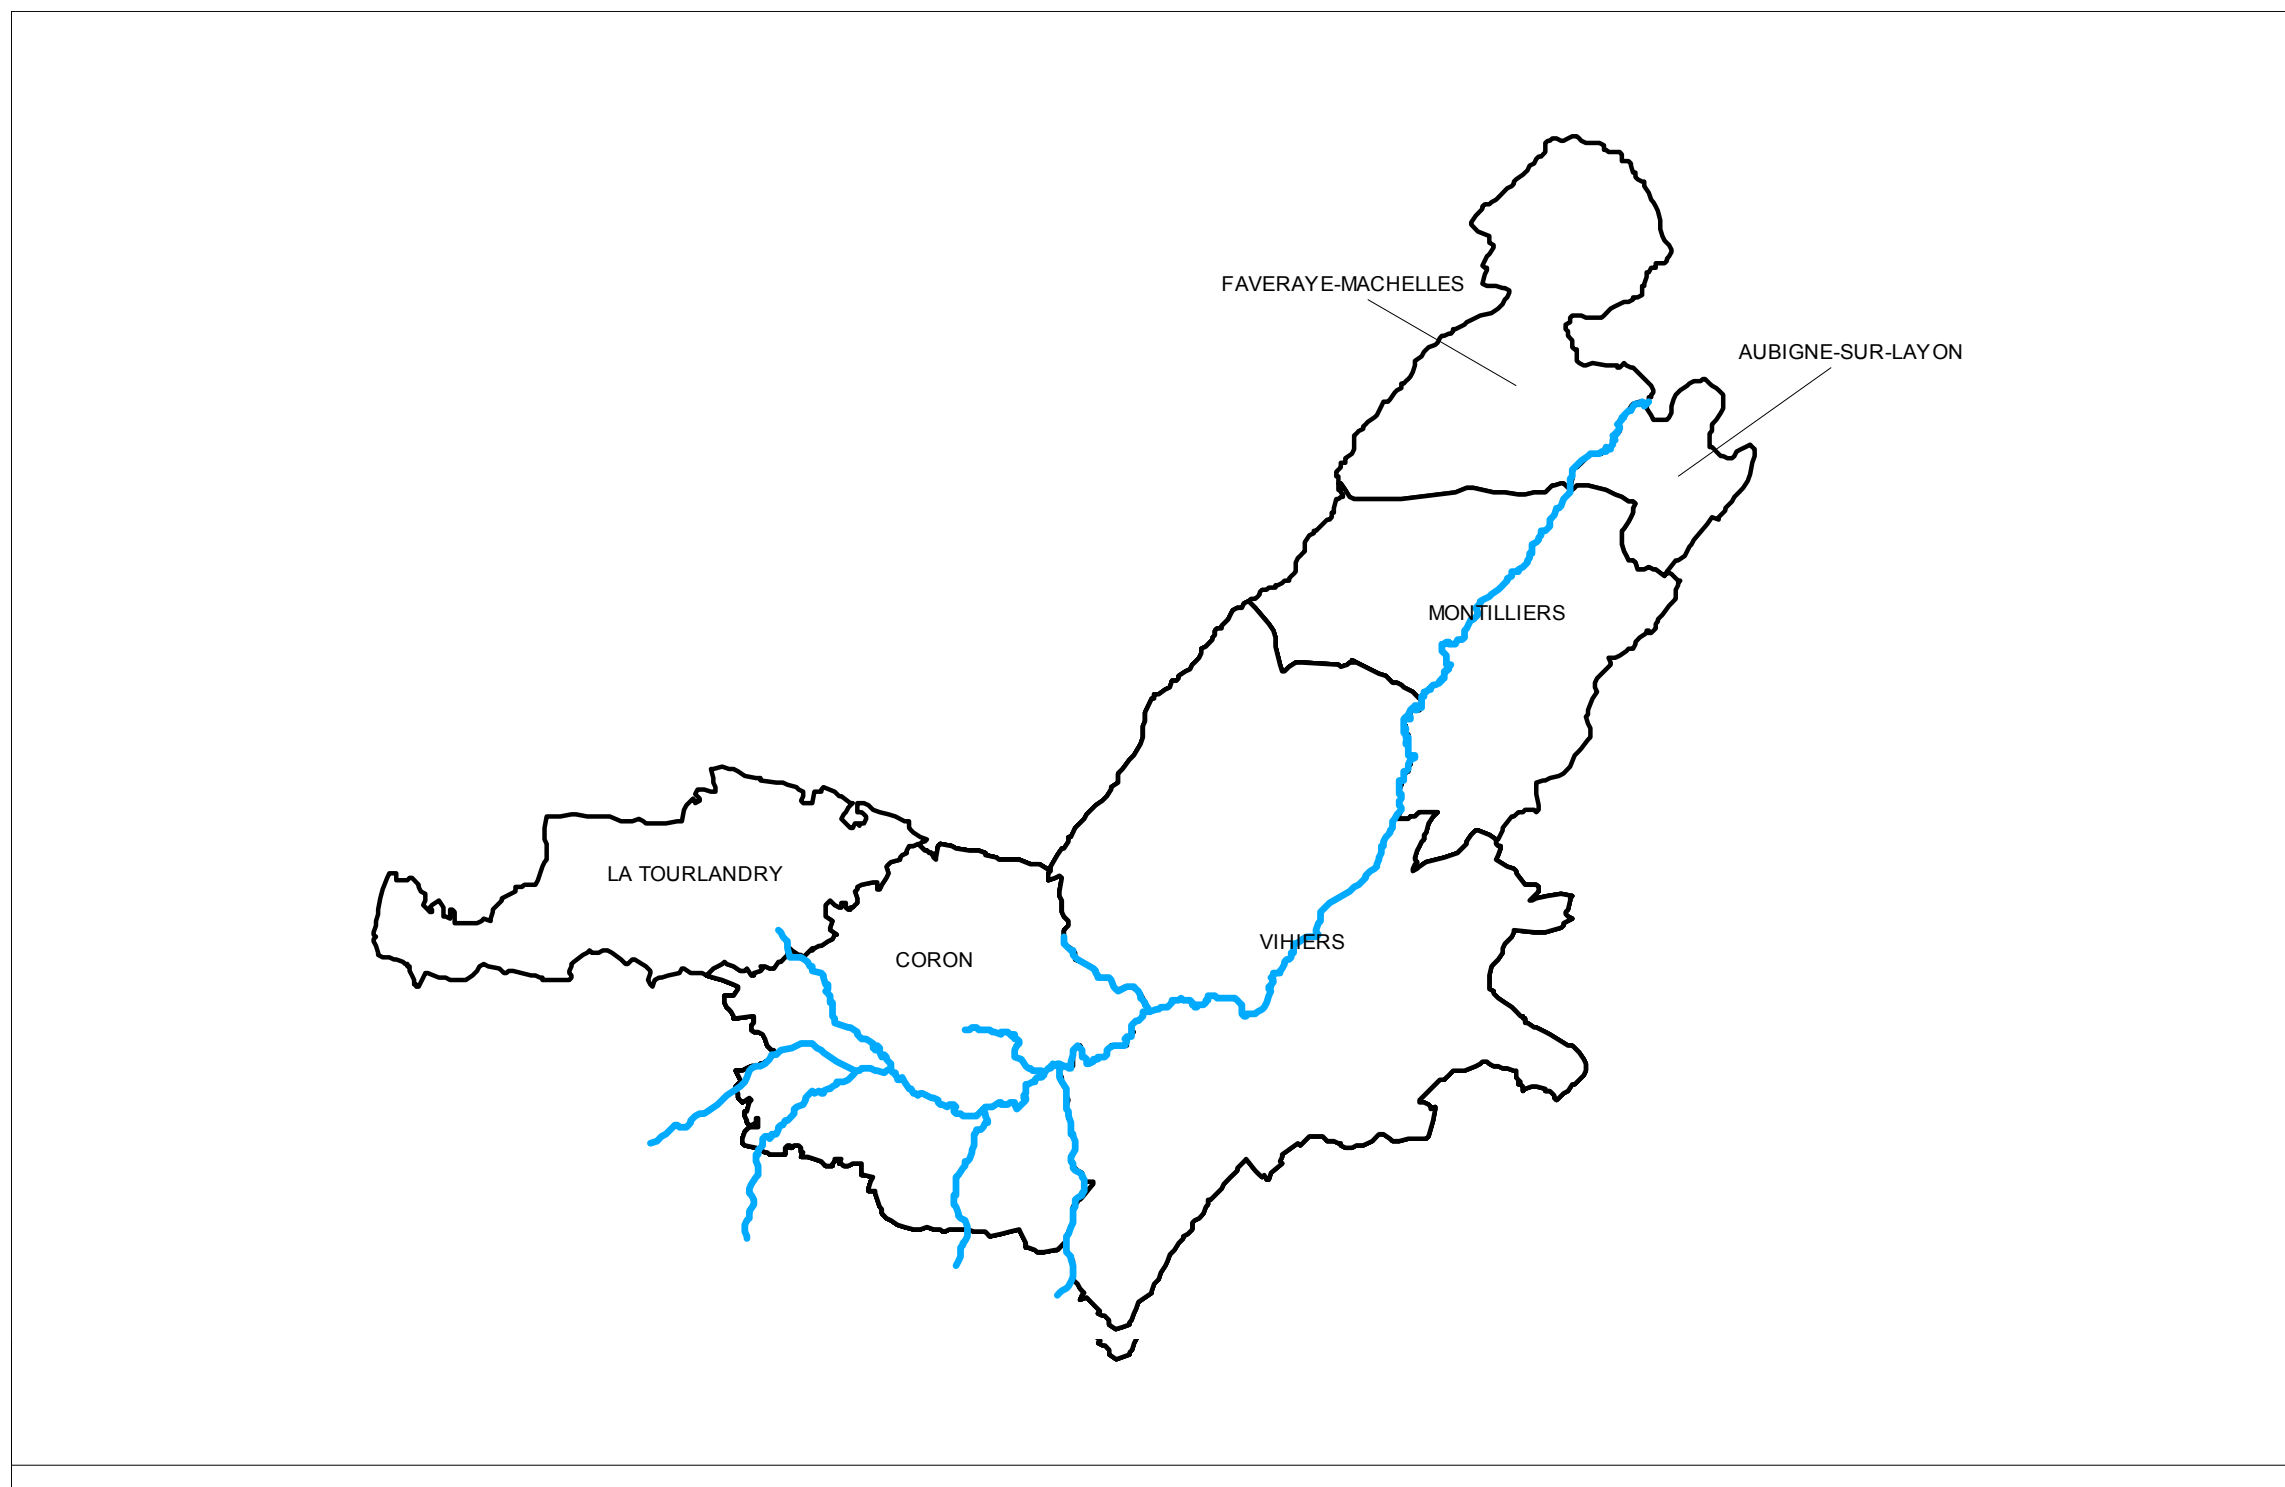 FAVERAYE-MACHELLES
AUBIGNE-SUR-LAYON
MONTILLIERS
LA TOURLANDRY
VIHIERS
CORON